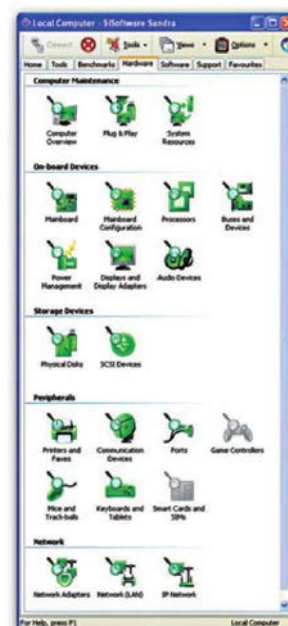 Local Computer - SiSoftware Sandra
Connect Tools Views Options
Home Tools Benchmarks Hardware Software Support Favourites
Computer Maintenance
Computer Overview Plug & Play System Resources
On-board Devices
Mainboard Mainboard Configuration Processors Buses and Devices
Power Management Displays and Display Adapters Audio Devices
Storage Devices
Physical Disks SCSI Devices
Peripherals
Printers and Faxes Communication Devices Ports Game Controllers
Mice and Track-balls Keyboards and Tablets Smart Cards and SIMs
Network
Network Adapters Network (LAN) IP Network
For Help, press F1 Local Computer